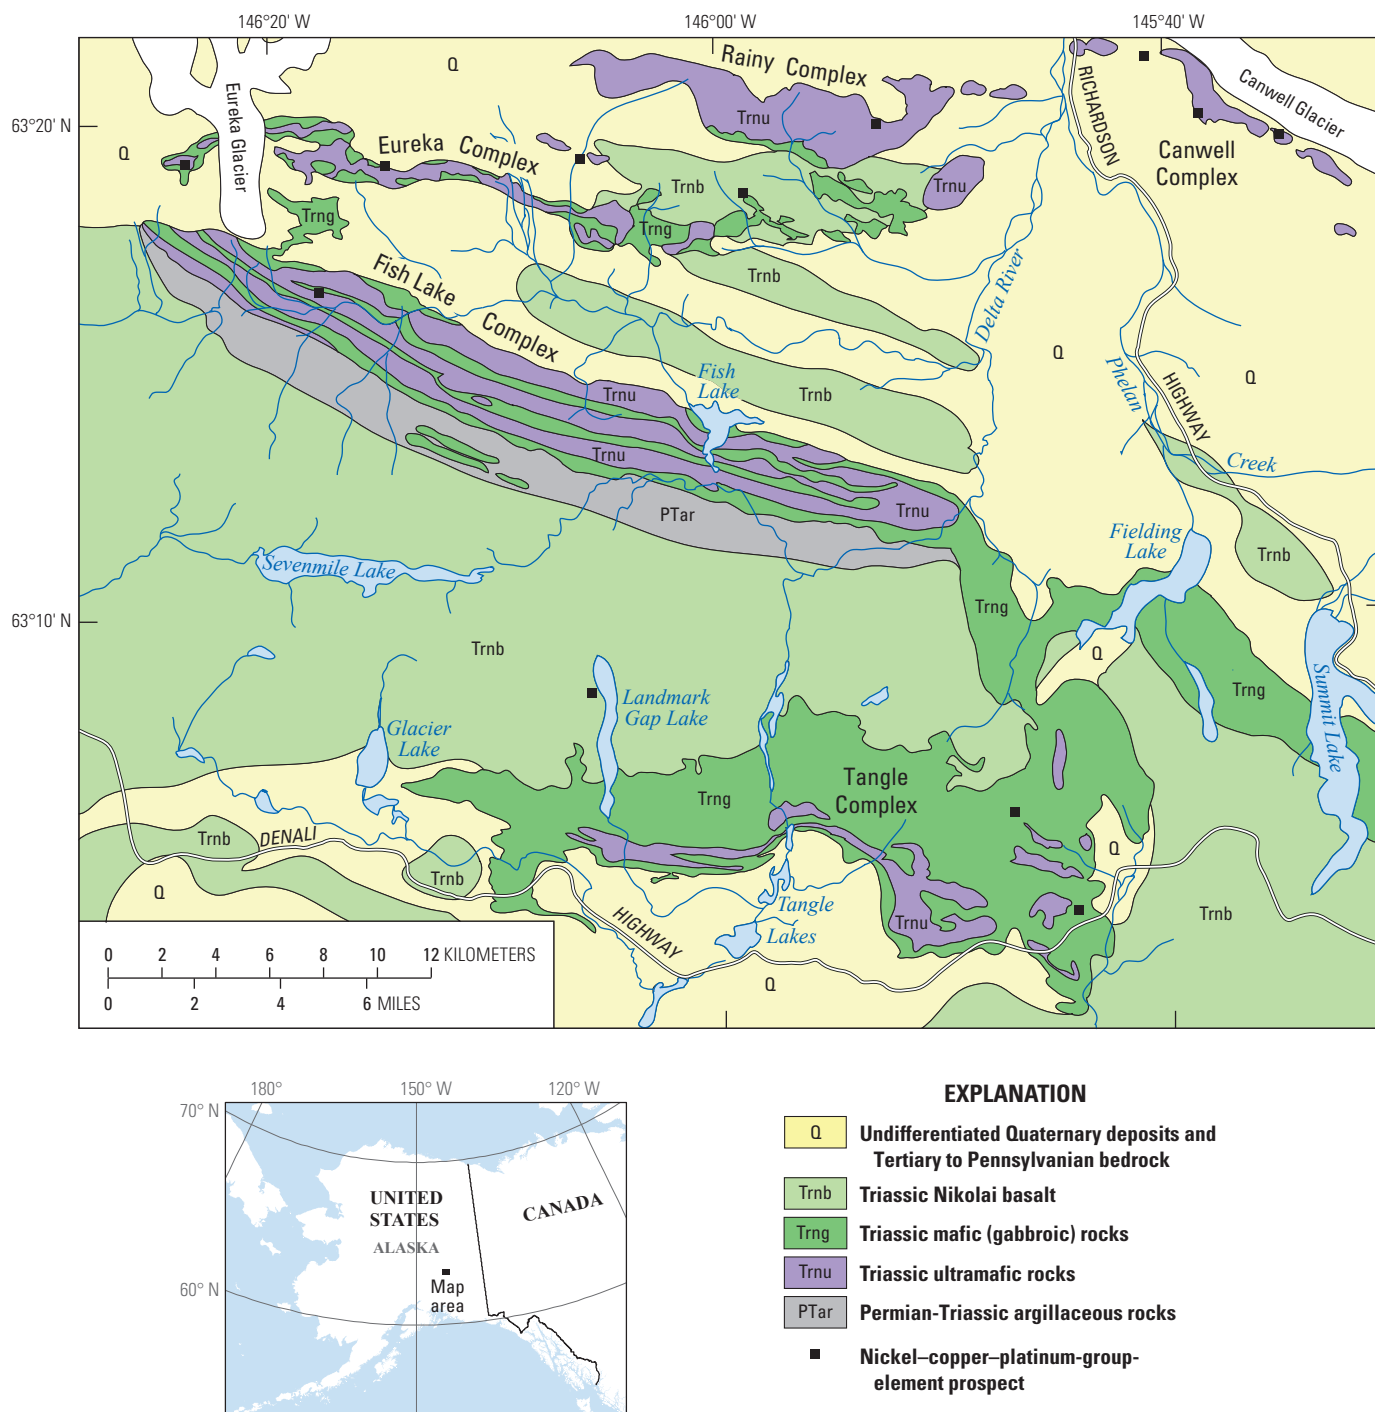 146°20' W
146°00' W
145°40' W
63°20' N
63°10' N
Q
Q
Eureka Glacier
Rainy Complex
Trnu
RICHARDSON
Canwell Glacier
Canwell
Complex
Eureka Complex
Trnb
Trnu
Trng
Trng
Fish Lake
Complex
Trnb
Delta River
Q
Q
Phelan
HIGHWAY
Creek
Fish
Lake
Trnb
Trnu
Trnu
Trnu
PTar
Fielding
Lake
Trnb
Sevenmile Lake
Trng
Q
Trnb
Trng
Summit Lake
Landmark
Gap Lake
Glacier
Lake
Tangle
Complex
Trng
Trnb
DENALI
Q
Trnb
Q
Tangle
Lakes
Trnu
Trnb
HIGHWAY
Q
0 2 4 6 8 10 12 KILOMETERS
0 2 4 6 MILES
180° 150° W 120° W
70° N
60° N
UNITED
STATES
ALASKA
CANADA
Map
area
EXPLANATION
Q Undifferentiated Quaternary deposits and
Tertiary to Pennsylvanian bedrock
Trnb Triassic Nikolai basalt
Trng Triassic mafic (gabbroic) rocks
Trnu Triassic ultramafic rocks
PTar Permian-Triassic argillaceous rocks
Nickel–copper–platinum-group-
element prospect